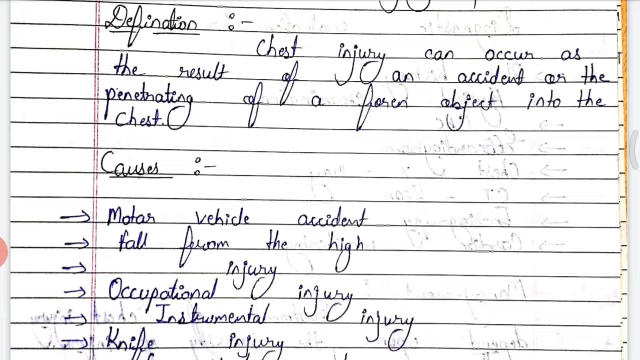 Defination :-
Chest injury can occur as
the result of an accident or the
penetrating of a foren object into the
chest.
Causes :-
→ Motar vehicle accident
→ fall from the high
→ injury
→ Occupational injury
→ Instrumental injury
→ Knife injury